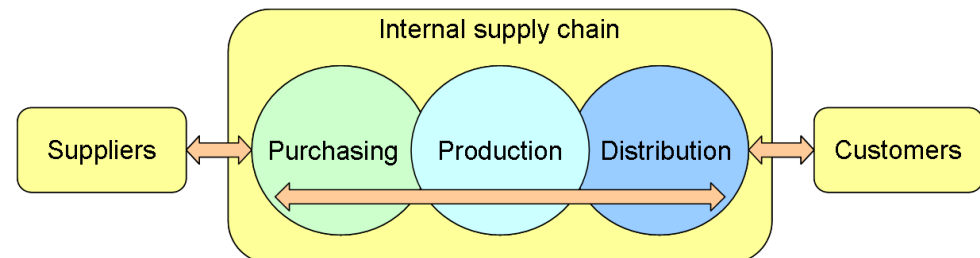 Internal supply chain
Suppliers
Purchasing
Production
Distribution
Customers